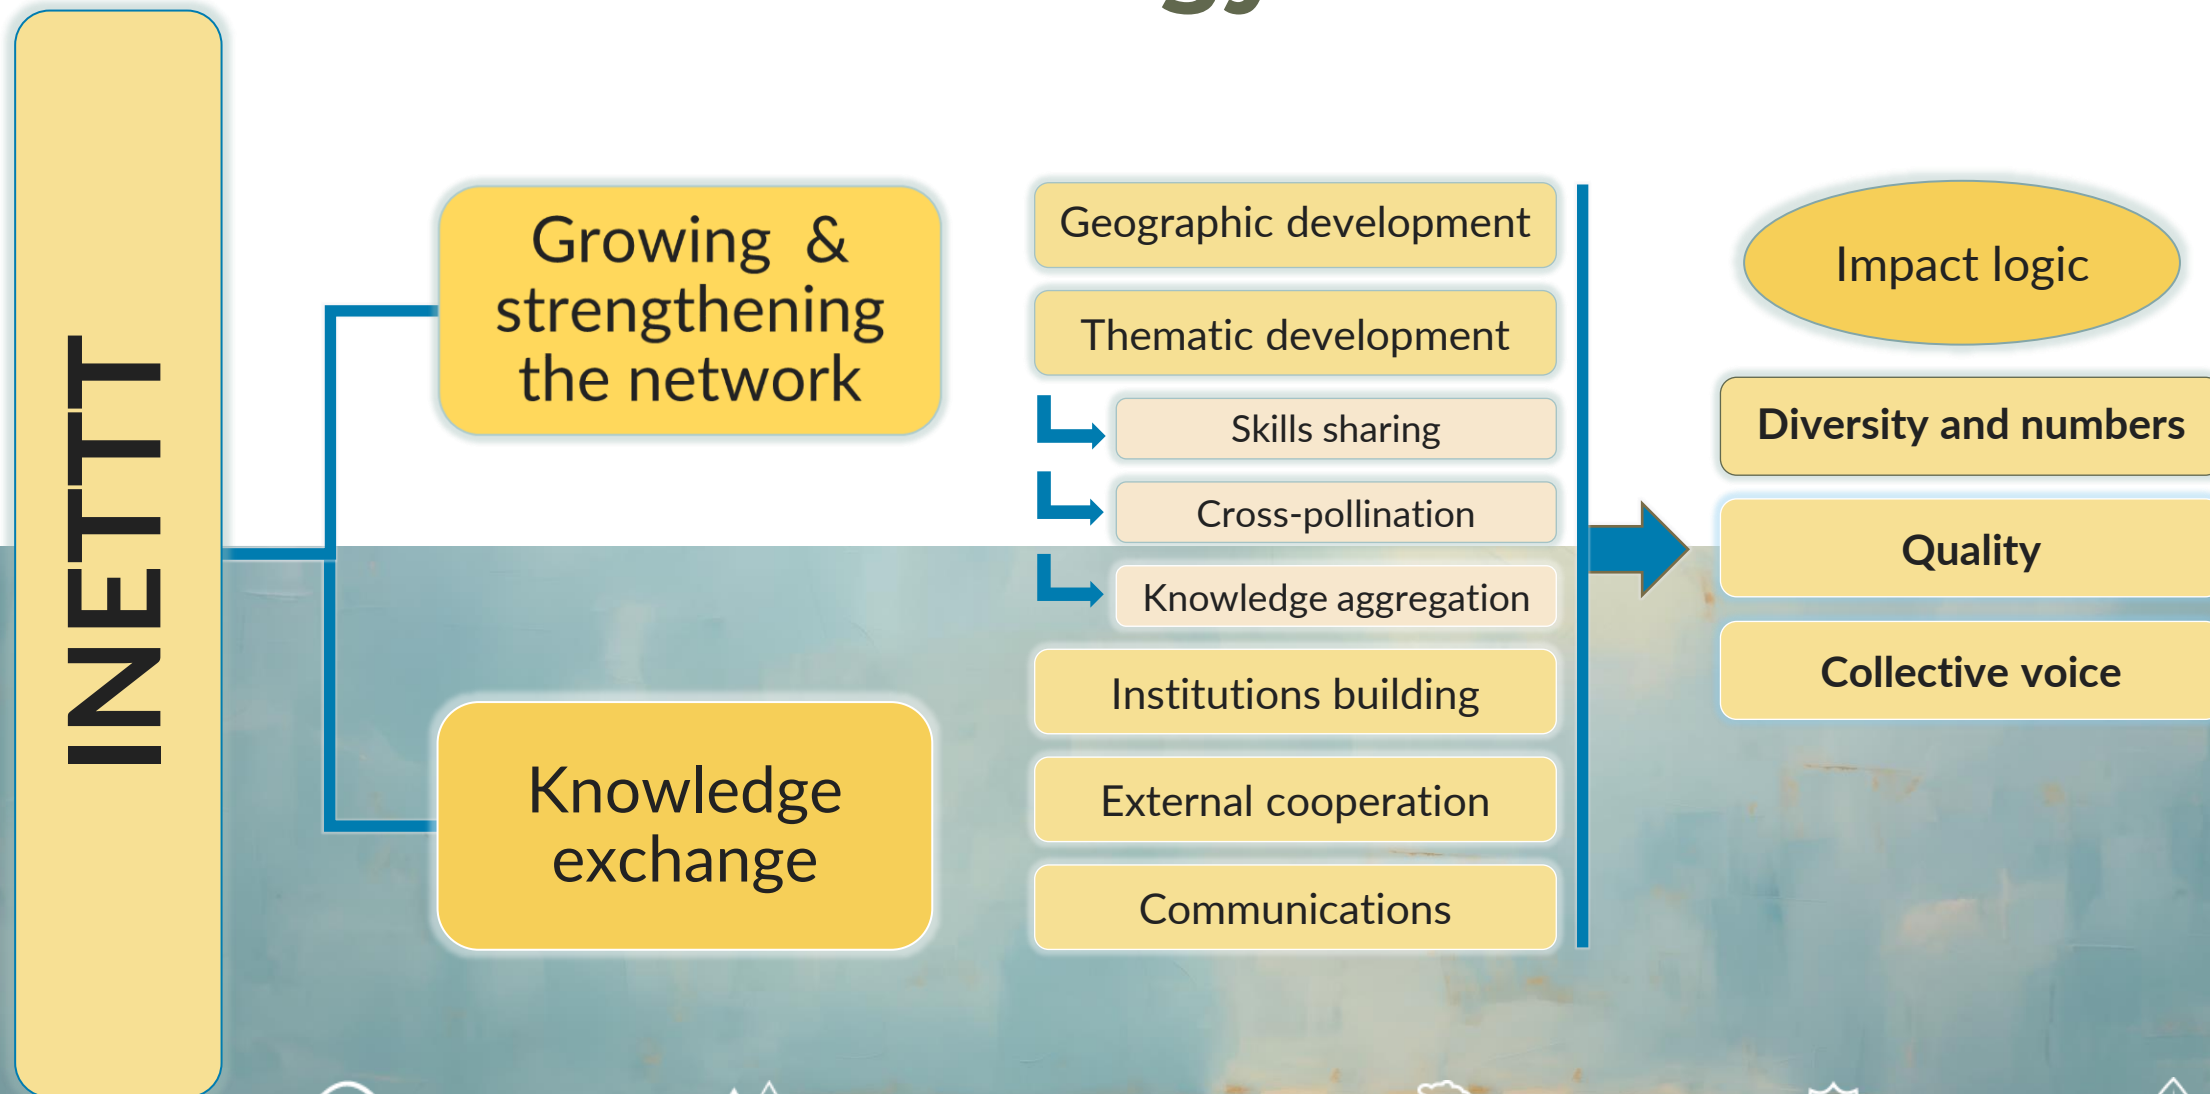 INETTT
Growing &
strengthening
the network
Knowledge
exchange
Geographic development
Thematic development
Skills sharing
Cross-pollination
Knowledge aggregation
Institutions building
External cooperation
Communications
Impact logic
Diversity and numbers
Quality
Collective voice